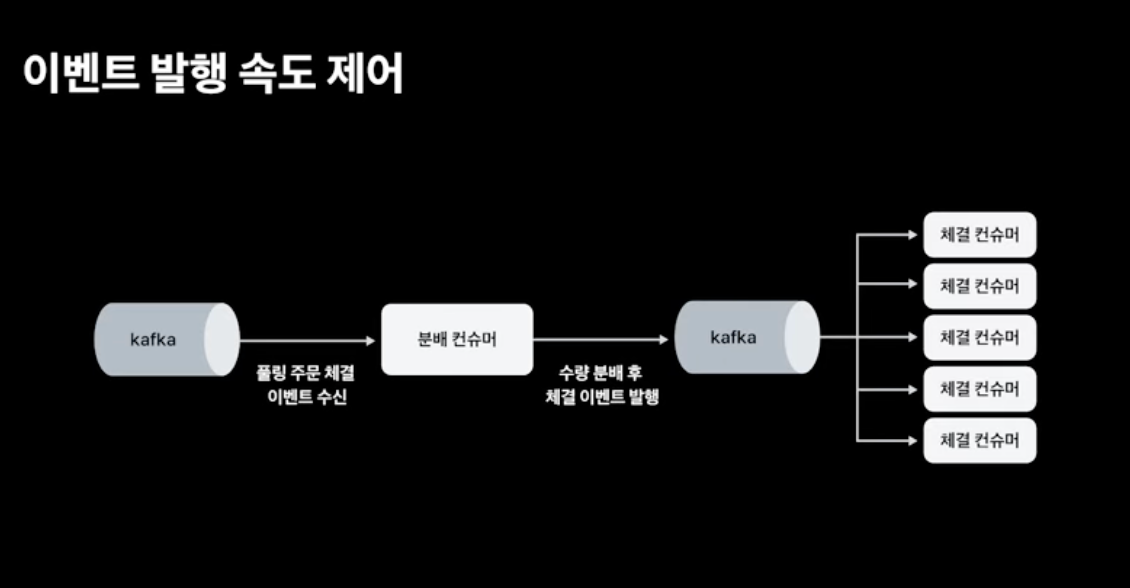 이벤트 발행 속도 제어
kafka
풀링 주문 체결
이벤트 수신
분배 컨슈머
수량 분배 후
체결 이벤트 발행
kafka
체결 컨슈머
체결 컨슈머
체결 컨슈머
체결 컨슈머
체결 컨슈머